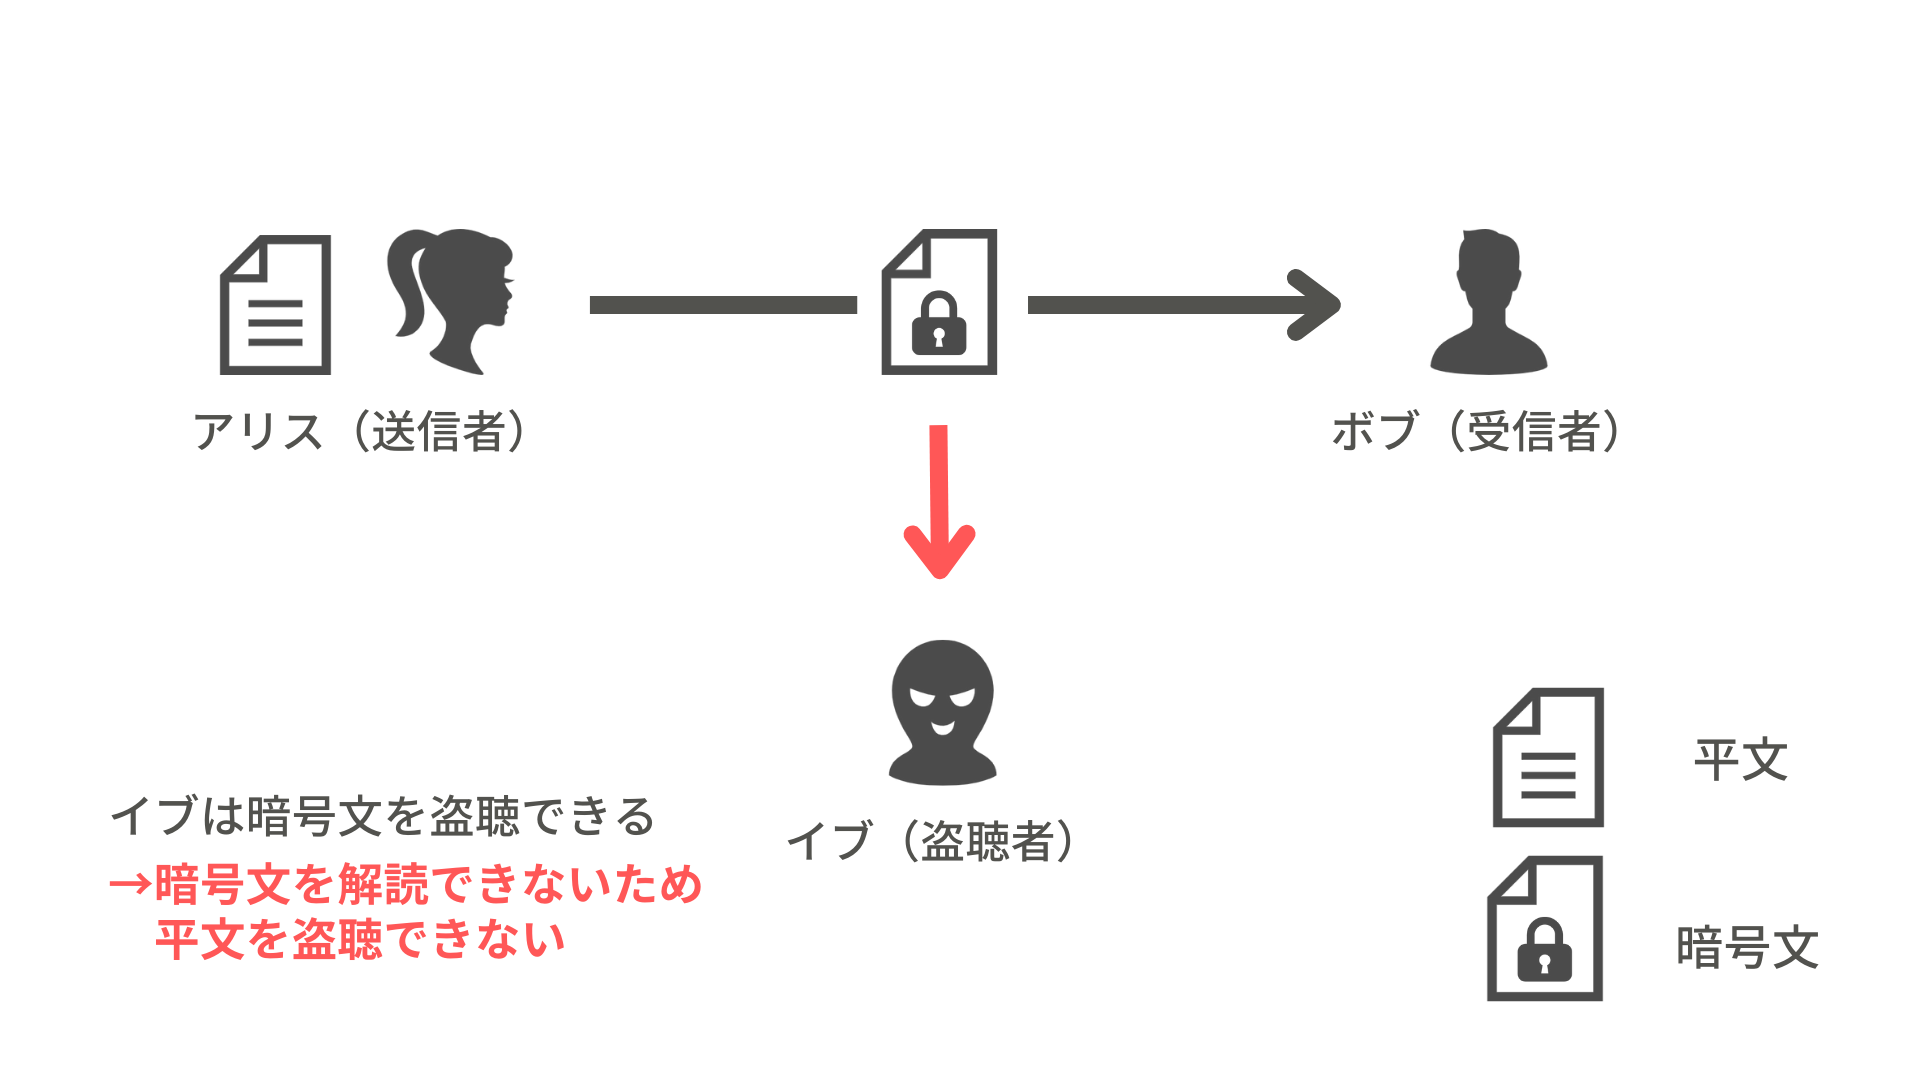 アリス（送信者）
ボブ（受信者）
イブ（盗聴者）
イブは暗号文を盗聴できる
→暗号文を解読できないため
平文を盗聴できない
平文
暗号文